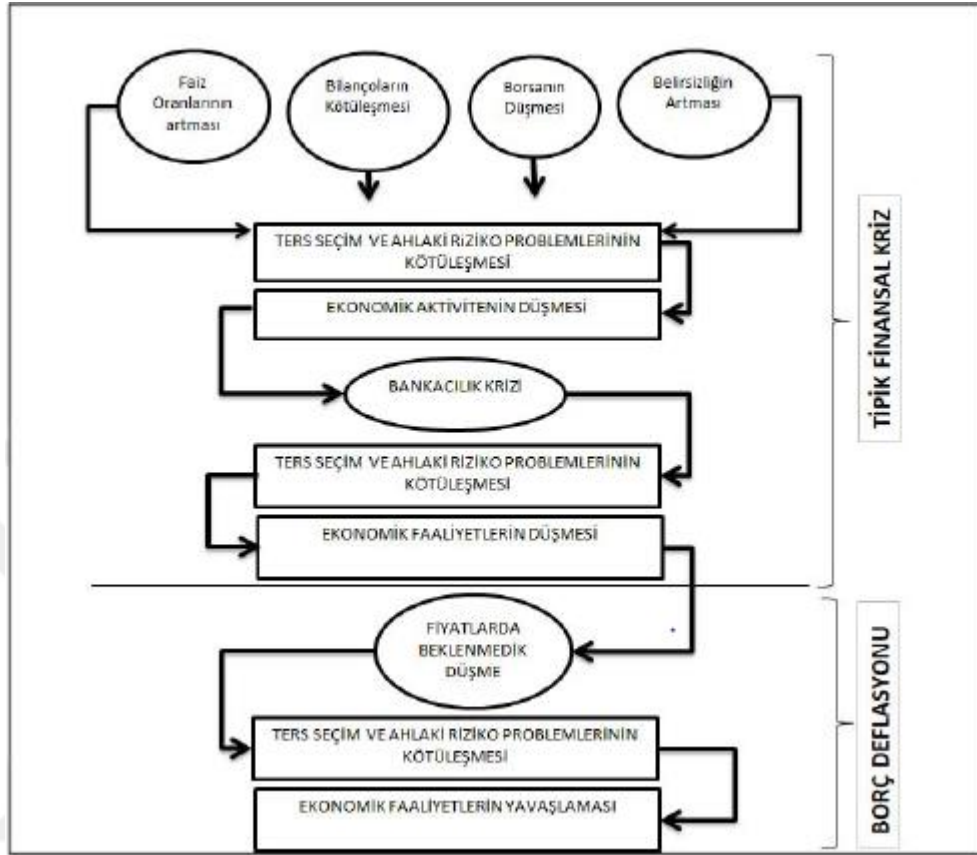 Faiz
Oranlarının
artması
Bilançoların
Kötüleşmesi
Borsanın
Düşmesi
Belirsizliğin
Artması
TERS SEÇİM VE AHLAKİ RİZİKO PROBLEMLERİNİN
KÖTÜLEŞMESİ
EKONOMİK AKTİVİTENİN DÜŞMESİ
BANKACILIK KRİZİ
TERS SEÇİM VE AHLAKİ RİZİKO PROBLEMLERİNİN
KÖTÜLEŞMESİ
EKONOMİK FAALİYETLERİN DÜŞMESİ
TİPİK FİNANSAL KRİZ
FİYATLARDA
BEKLENMEDİK
DÜŞME
TERS SEÇİM VE AHLAKİ RİZİKO PROBLEMLERİNİN
KÖTÜLEŞMESİ
EKONOMİK FAALİYETLERİN YAVAŞLAMASI
BORÇ DEFLASYONU